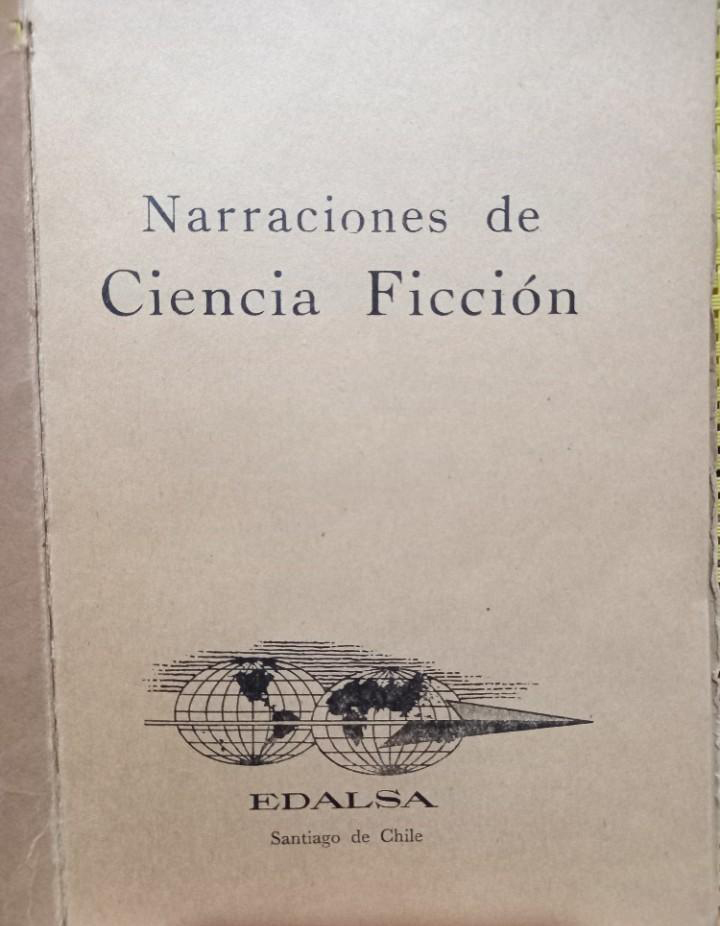 Narraciones de
Ciencia Ficción
EDALSA
Santiago de Chile